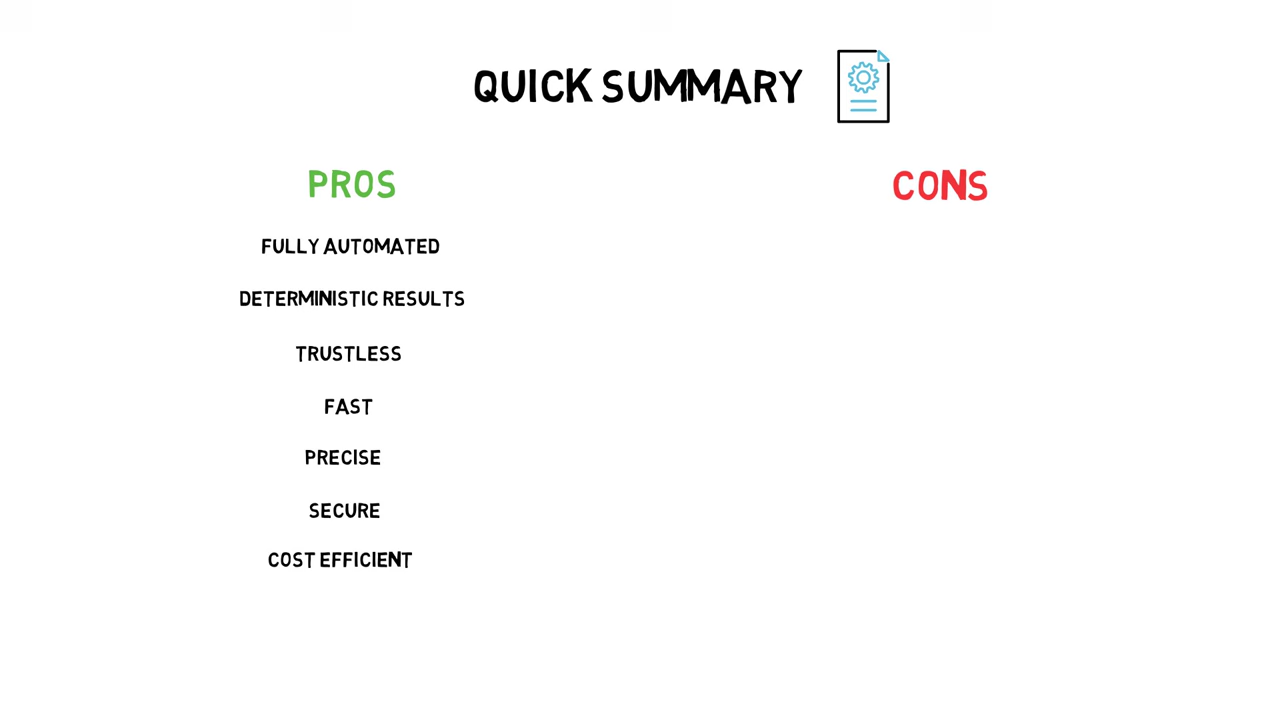 QUICK SUMMARY
PROS
CONS
FULLY AUTOMATED
DETERMINISTIC RESULTS
TRUSTLESS
FAST
PRECISE
SECURE
COST EFFICIENT